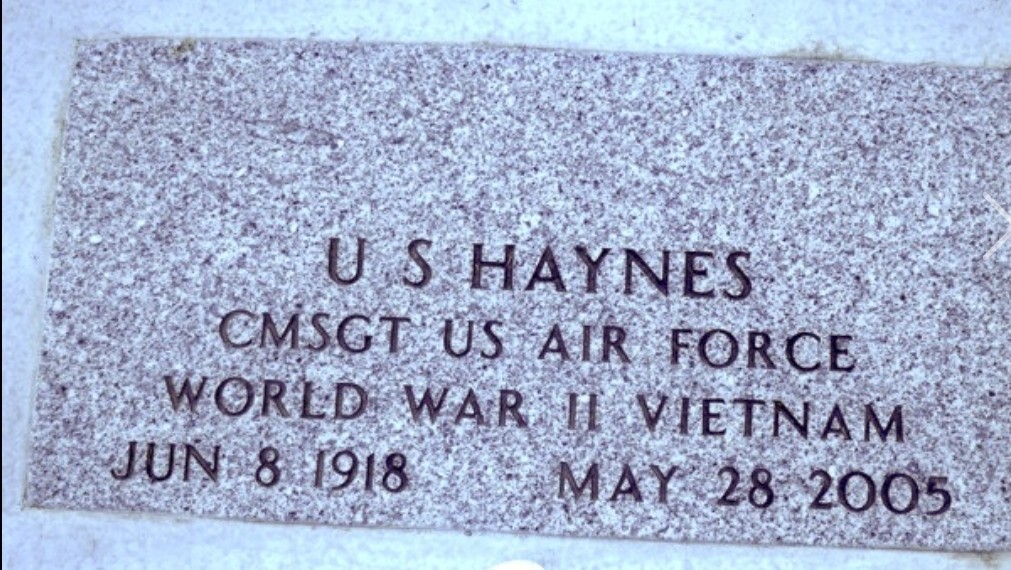 U S HAYNES
CMSGT US AIR FORCE
WORLD WAR II VIETNAM
JUN 8 1918 MAY 28 2005